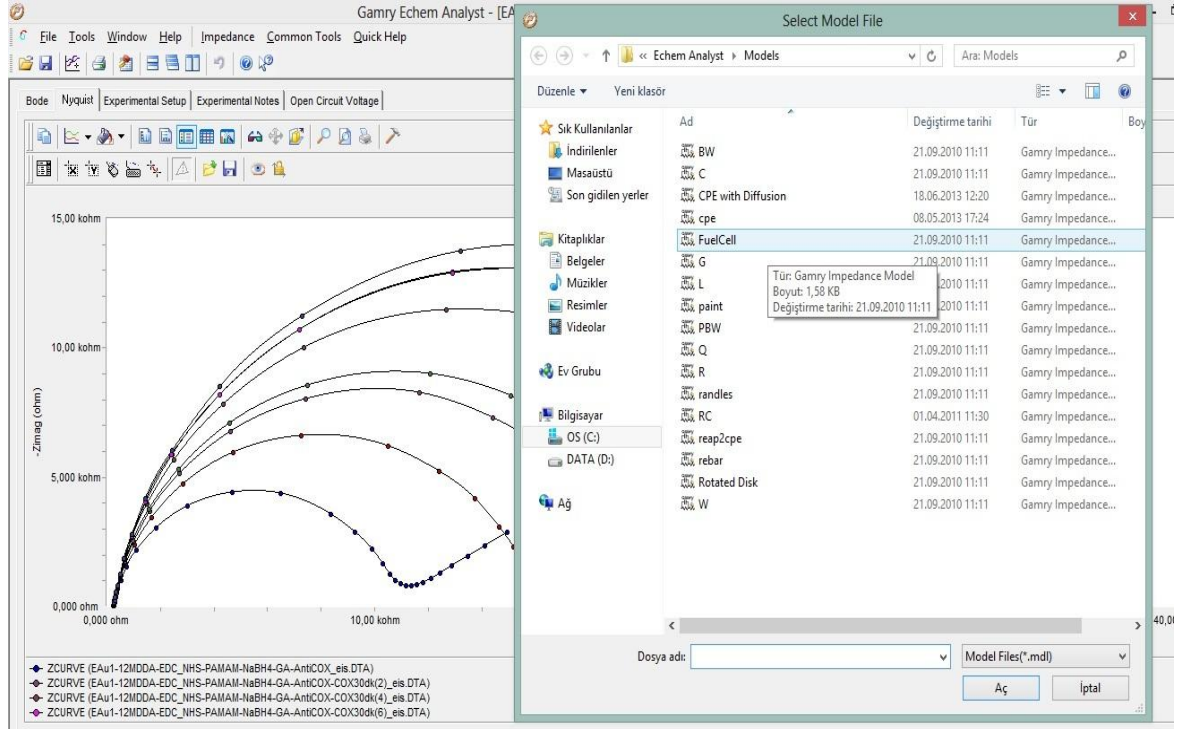 Gamry Echem Analyst - [EA
File Tools Window Help Impedance Common Tools Quick Help
Bode Nyquist Experimental Setup Experimental Notes Open Circuit Voltage
15,00 kohm
10,00 kohm
5,000 kohm
0,000 ohm
-Zimag (ohm)
0,000 ohm 10,00 kohm 40,0
ZCURVE (EAu1-12MDDA-EDC_NHS-PAMAM-NaBH4-GA-AntiCOX_eis.DTA)
ZCURVE (EAu1-12MDDA-EDC_NHS-PAMAM-NaBH4-GA-AntiCOX-COX30dk(2)_eis.DTA)
ZCURVE (EAu1-12MDDA-EDC_NHS-PAMAM-NaBH4-GA-AntiCOX-COX30dk(4)_eis.DTA)
ZCURVE (EAu1-12MDDA-EDC_NHS-PAMAM-NaBH4-GA-AntiCOX-COX30dk(6)_eis.DTA)
Select Model File
« Echem Analyst Models
Ara: Models
Düzenle Yeni klasör
Sık Kullanılanlar
İndirilenler
Masaüstü
Son gidilen yerler
Kitaplıklar
Belgeler
Müzikler
Resimler
Videolar
Ev Grubu
Bilgisayar
OS (C:)
DATA (D:)
Ağ
Ad Değiştirme tarihi Tür Boy
BW 21.09.2010 11:11 Gamry Impedance...
C 21.09.2010 11:11 Gamry Impedance...
CPE with Diffusion 18.06.2013 12:20 Gamry Impedance...
cpe 08.05.2013 17:24 Gamry Impedance...
FuelCell 21.09.2010 11:11 Gamry Impedance...
G 21.09.2010 11:11 Gamry Impedance...
L .2010 11:11 Gamry Impedance...
paint .2010 11:11 Gamry Impedance...
PBW 21.09.2010 11:11 Gamry Impedance...
Q 21.09.2010 11:11 Gamry Impedance...
R 21.09.2010 11:11 Gamry Impedance...
randles 21.09.2010 11:11 Gamry Impedance...
RC 01.04.2011 11:30 Gamry Impedance...
reap2cpe 21.09.2010 11:11 Gamry Impedance...
rebar 21.09.2010 11:11 Gamry Impedance...
Rotated Disk 21.09.2010 11:11 Gamry Impedance...
W 21.09.2010 11:11 Gamry Impedance...
Tür: Gamry Impedance Model
Boyut: 1,58 KB
Değiştirme tarihi: 21.09.2010 11:11
Dosya adı: Model Files(*.mdl)
Aç İptal